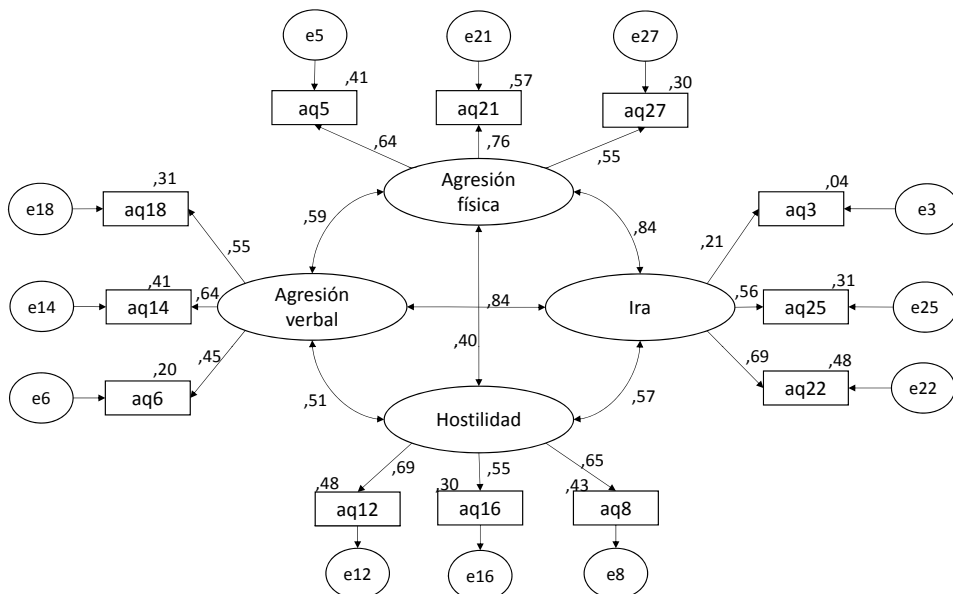 e5
e21
e27
,41
,57
,30
aq5
aq21
aq27
,64
,76
,55
Agresión
física
,31
,04
e18
aq18
aq3
e3
,59
,84
,21
,55
,41
,31
e14
aq14
,64
Agresión
verbal
,84
Ira
,56
aq25
e25
,20
,45
,40
,69
,48
e6
aq6
aq22
e22
,51
,57
Hostilidad
,69
,55
,65
,48
,30
,43
aq12
aq16
aq8
e12
e16
e8